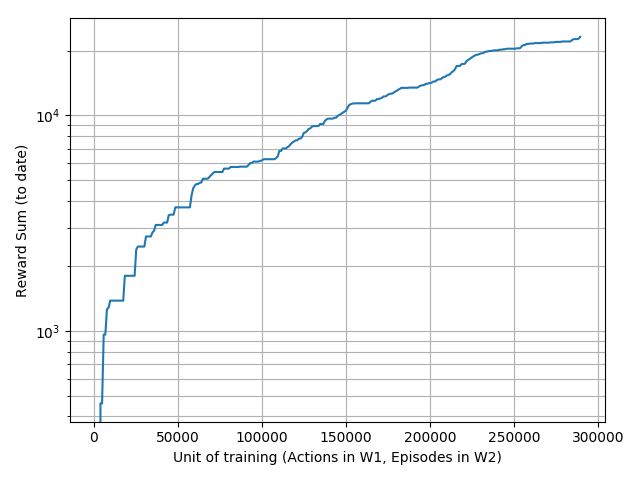 Reward Sum (to date)
10^4
10^3
0 50000 100000 150000 200000 250000 300000
Unit of training (Actions in W1, Episodes in W2)